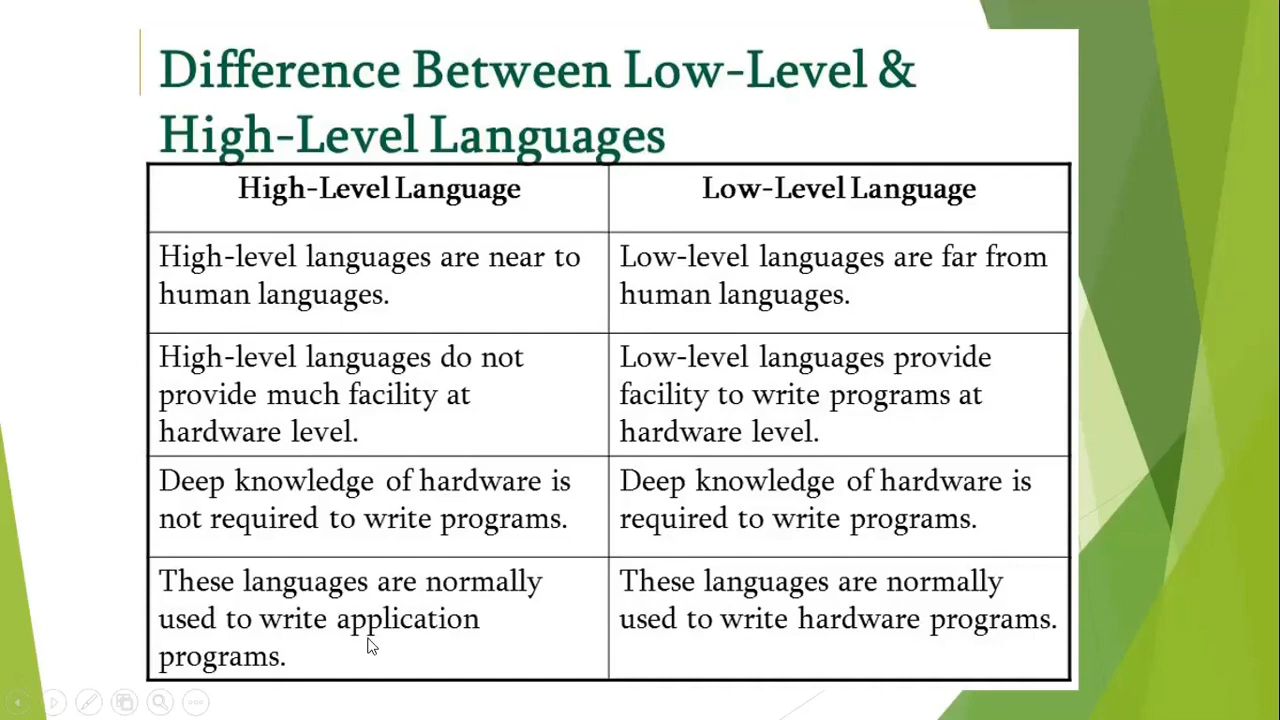 Difference Between Low-Level &
High-Level Languages
High-Level Language
Low-Level Language
High-level languages are near to
human languages.
Low-level languages are far from
human languages.
High-level languages do not
provide much facility at
hardware level.
Low-level languages provide
facility to write programs at
hardware level.
Deep knowledge of hardware is
not required to write programs.
Deep knowledge of hardware is
required to write programs.
These languages are normally
used to write application
programs.
These languages are normally
used to write hardware programs.